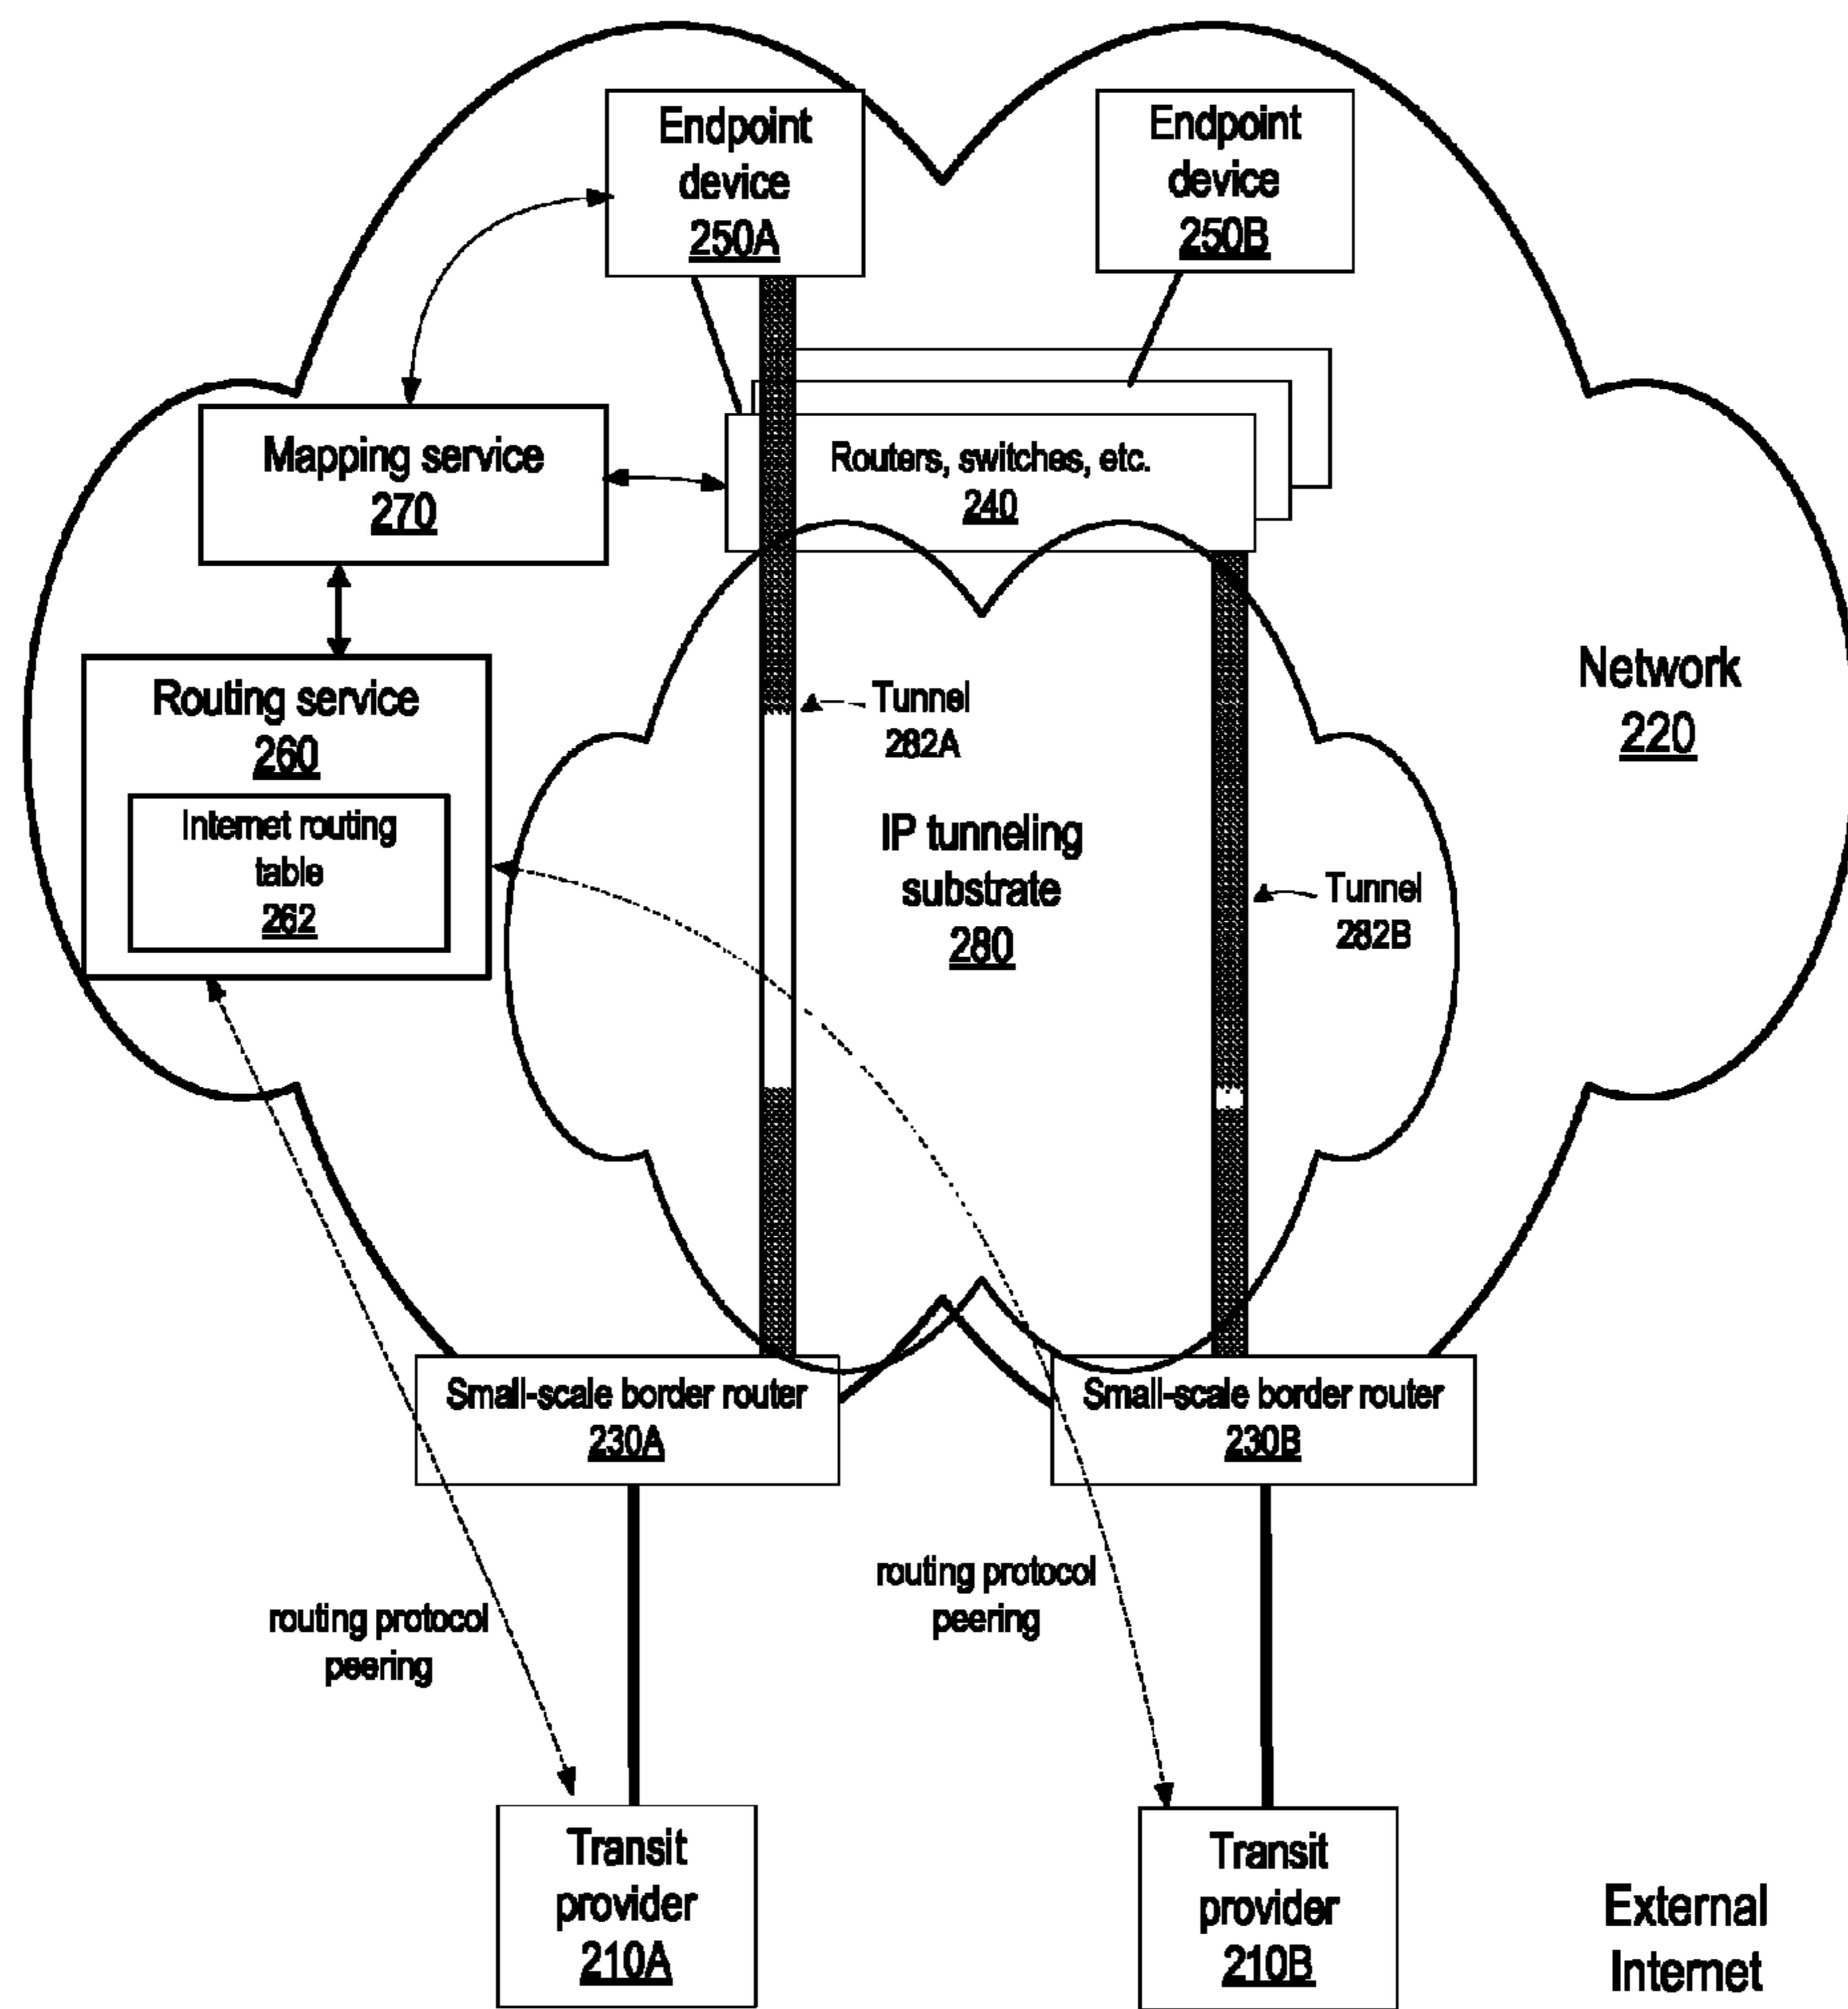 Endpoint
device
250A
Endpoint
device
250B
Mapping service
270
Routers, switches, etc.
240
Routing service
260
Internet routing
table
262
Tunnel
282A
IP tunneling
substrate
280
Tunnel
282B
Network
220
Small-scale border router
230A
Small-scale border router
230B
routing protocol
peering
routing protocol
peering
Transit
provider
210A
Transit
provider
210B
External
Internet